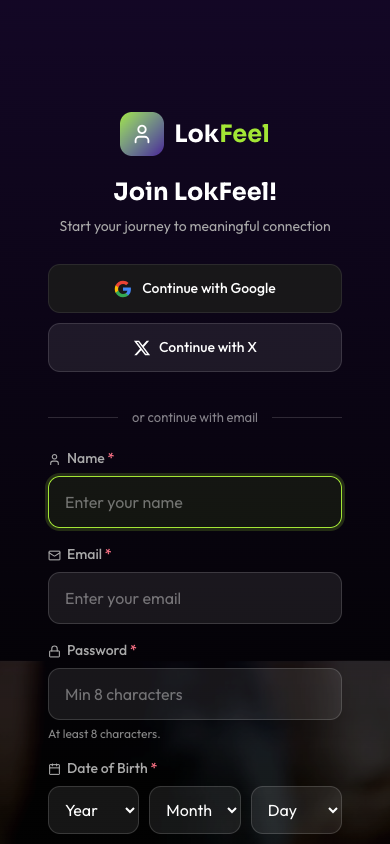 LokFeel
Join LokFeel!
Start your journey to meaningful connection
Continue with Google
Continue with X
or continue with email
Name *
Enter your name
Email *
Enter your email
Password *
Min 8 characters
At least 8 characters.
Date of Birth *
Year Month Day